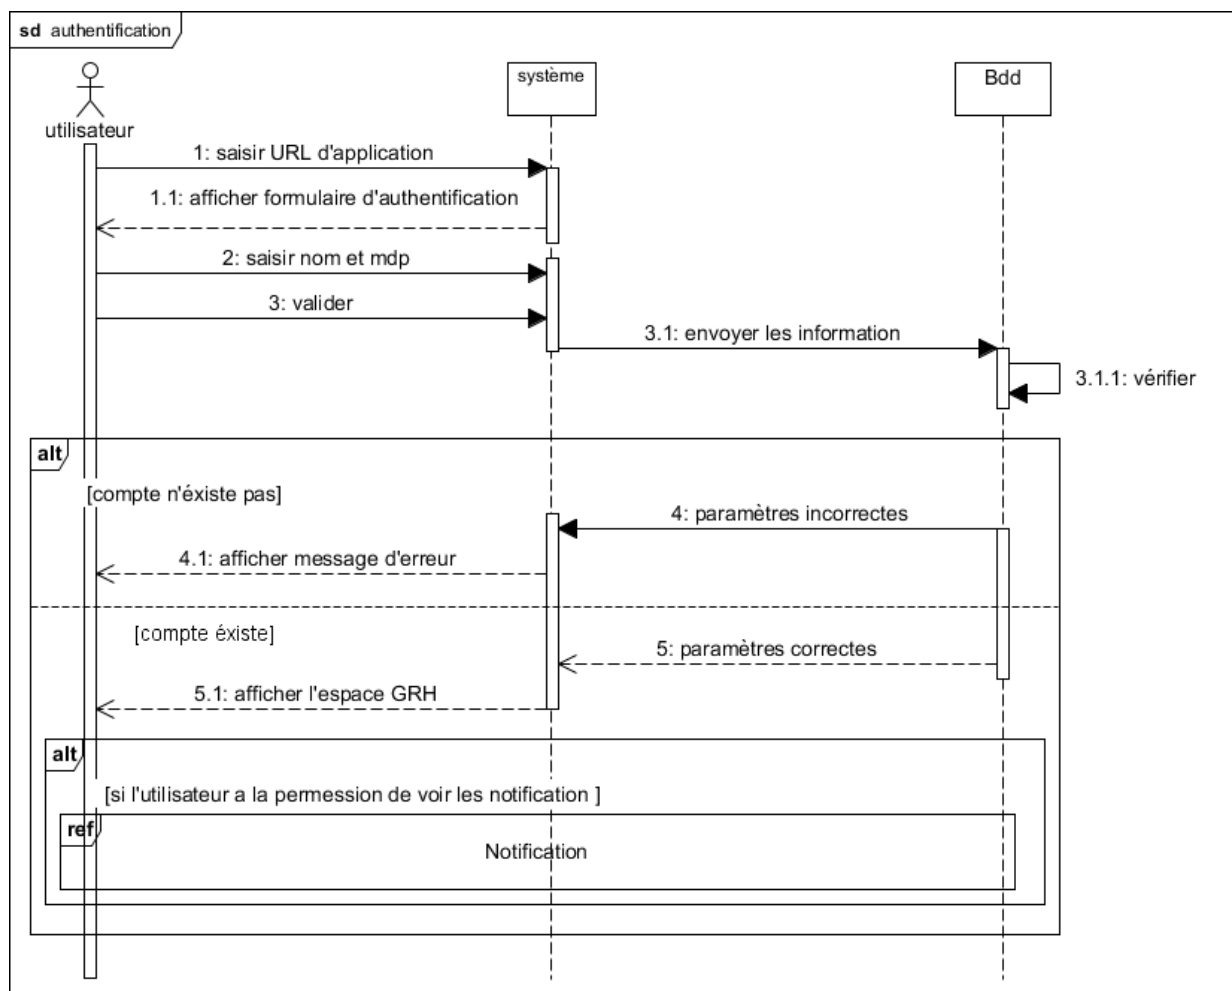 sd authentification
utilisateur
système
Bdd
1: saisir URL d'application
1.1: afficher formulaire d'authentification
2: saisir nom et mdp
3: valider
3.1: envoyer les information
3.1.1: vérifier
alt
[compte n'éxiste pas]
4: paramètres incorrectes
4.1: afficher message d'erreur
[compte éxiste]
5: paramètres correctes
5.1: afficher l'espace GRH
alt
[si l'utilisateur a la permission de voir les notification ]
ref
Notification